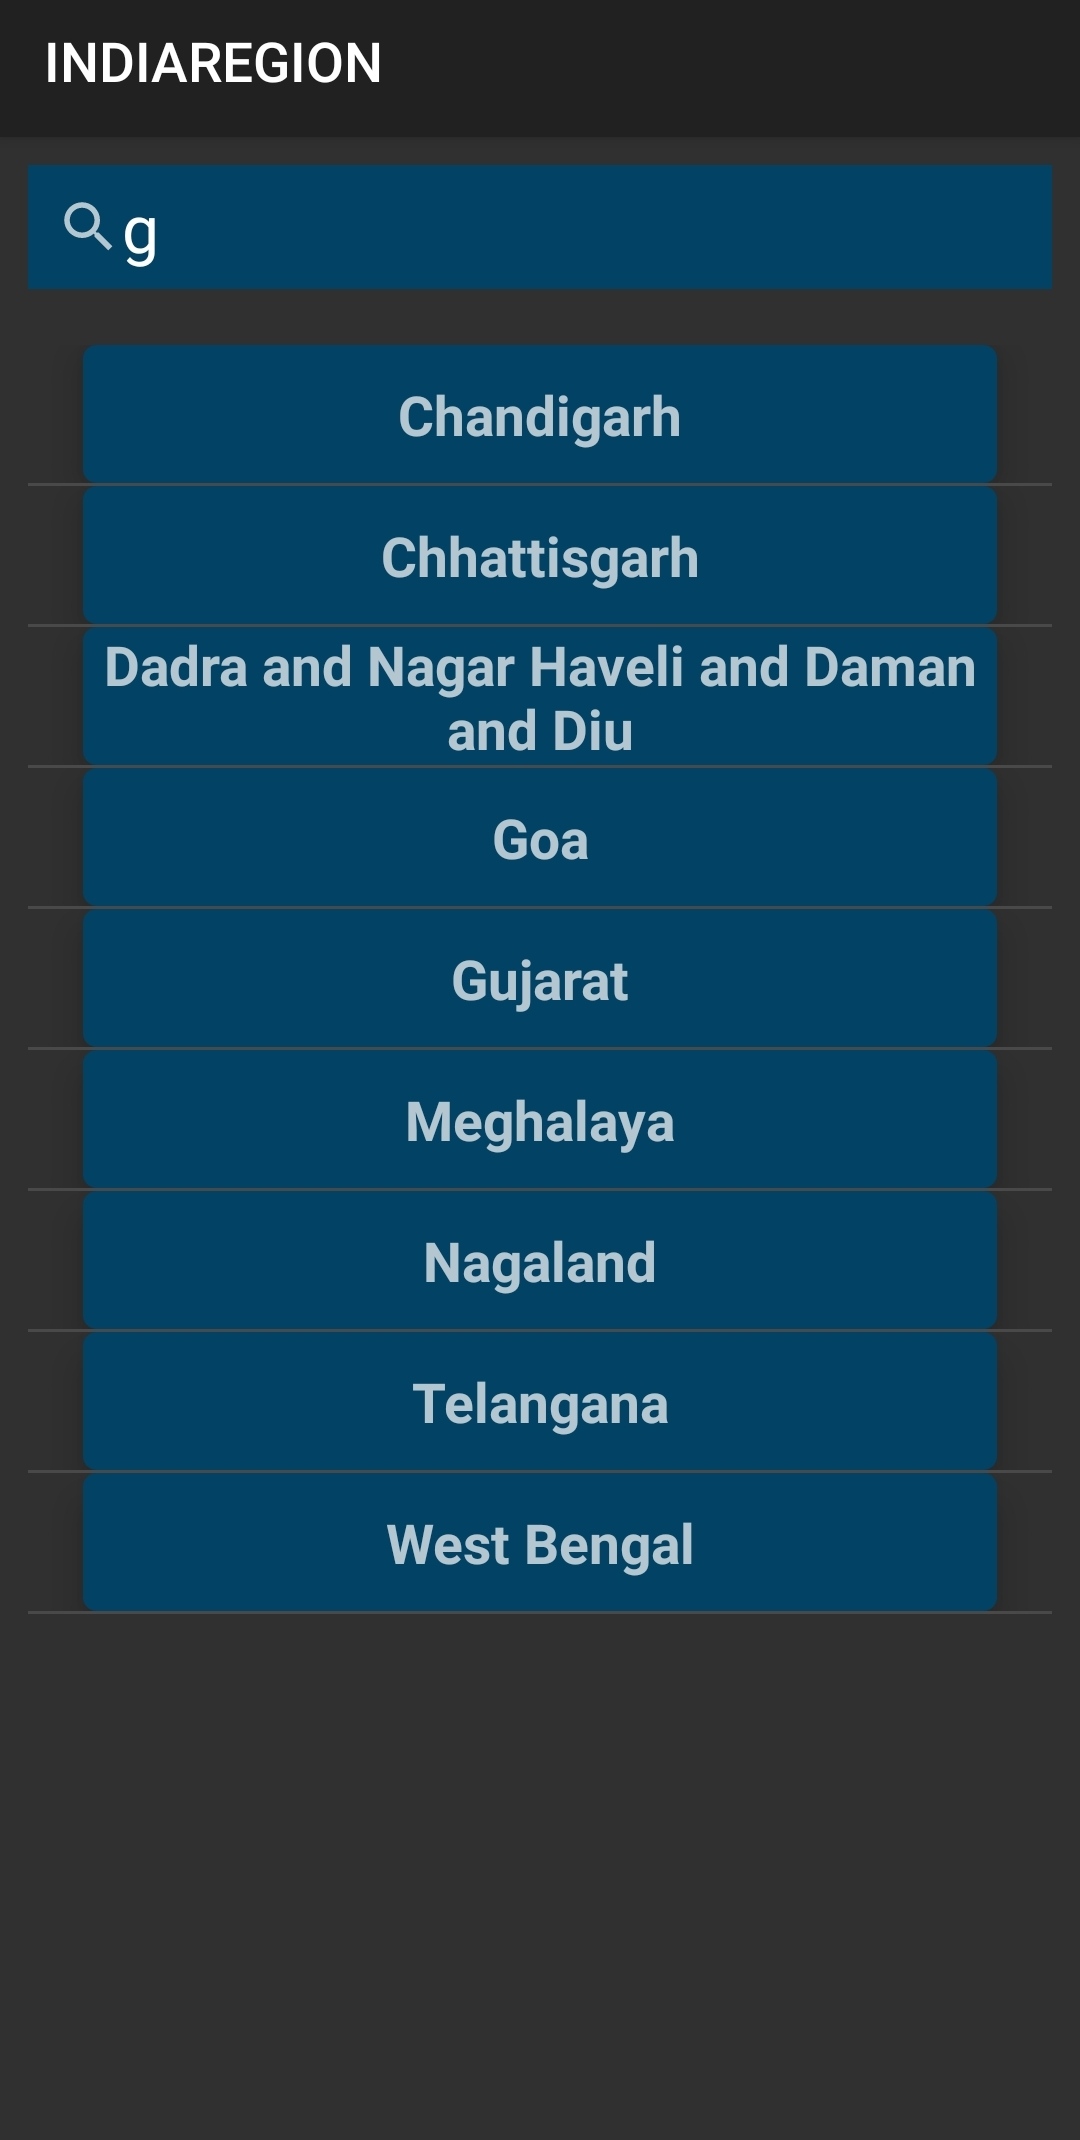 INDIAREGION
g
Chandigarh
Chhattisgarh
Dadra and Nagar Haveli and Daman
and Diu
Goa
Gujarat
Meghalaya
Nagaland
Telangana
West Bengal